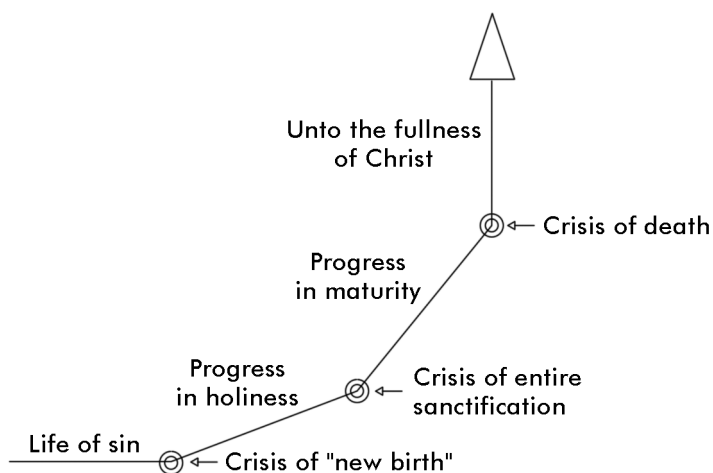 Unto the fullness
of Christ
Crisis of death
Progress
in maturity
Progress
in holiness
Crisis of entire
sanctification
Life of sin
Crisis of "new birth"